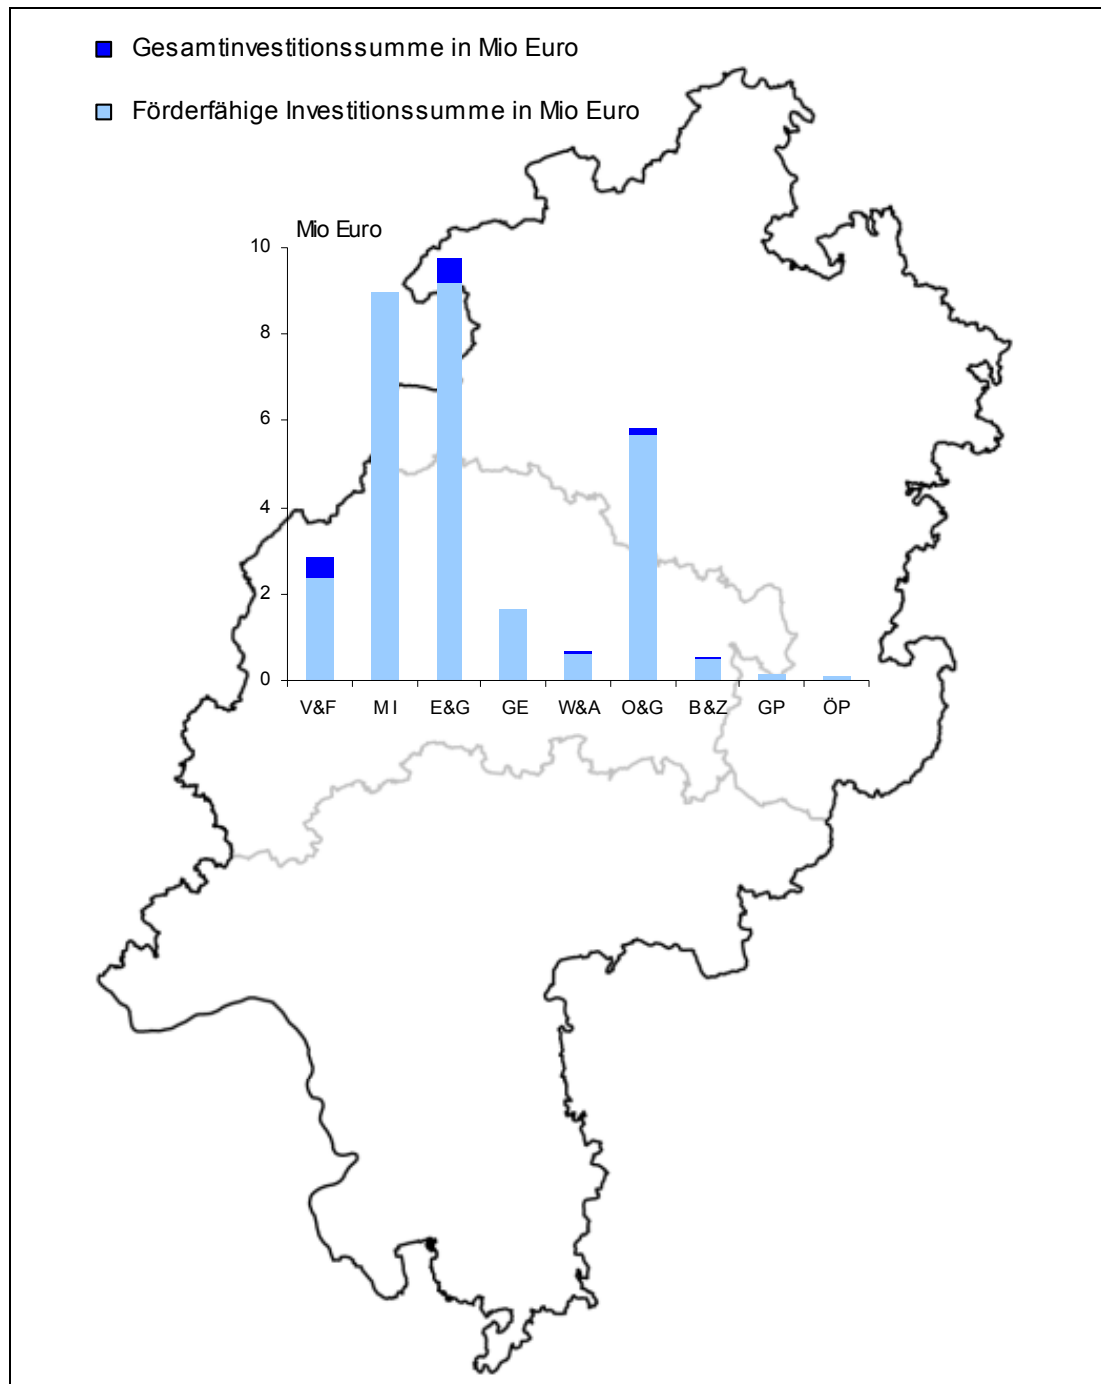 Gesamtinvestitionssumme in Mio Euro
Förderfähige Investitionssumme in Mio Euro
Mio Euro
10
8
6
4
2
0
V&F MI E&G GE W&A O&G B&Z GP ÖP